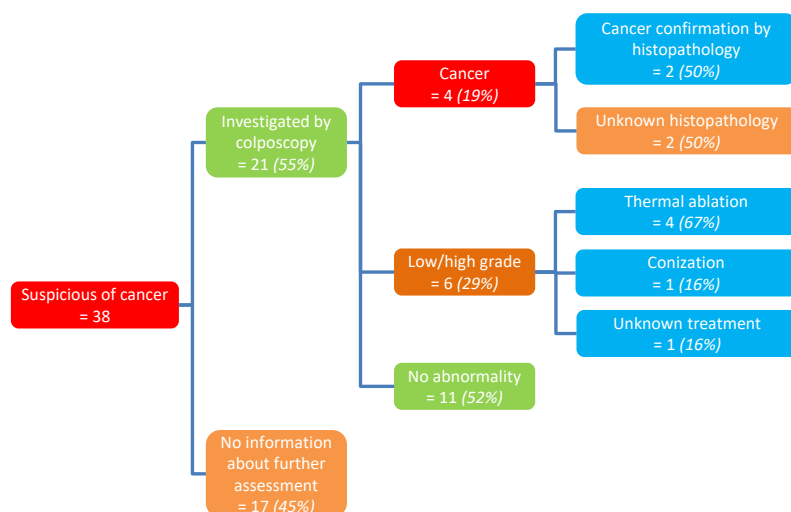 Suspicious of cancer
= 38
Investigated by
colposcopy
= 21 (55%)
No information
about further
assessment
= 17 (45%)
Cancer
= 4 (19%)
Low/high grade
= 6 (29%)
No abnormality
= 11 (52%)
Cancer confirmation by
histopathology
= 2 (50%)
Unknown histopathology
= 2 (50%)
Thermal ablation
= 4 (67%)
Conization
= 1 (16%)
Unknown treatment
= 1 (16%)